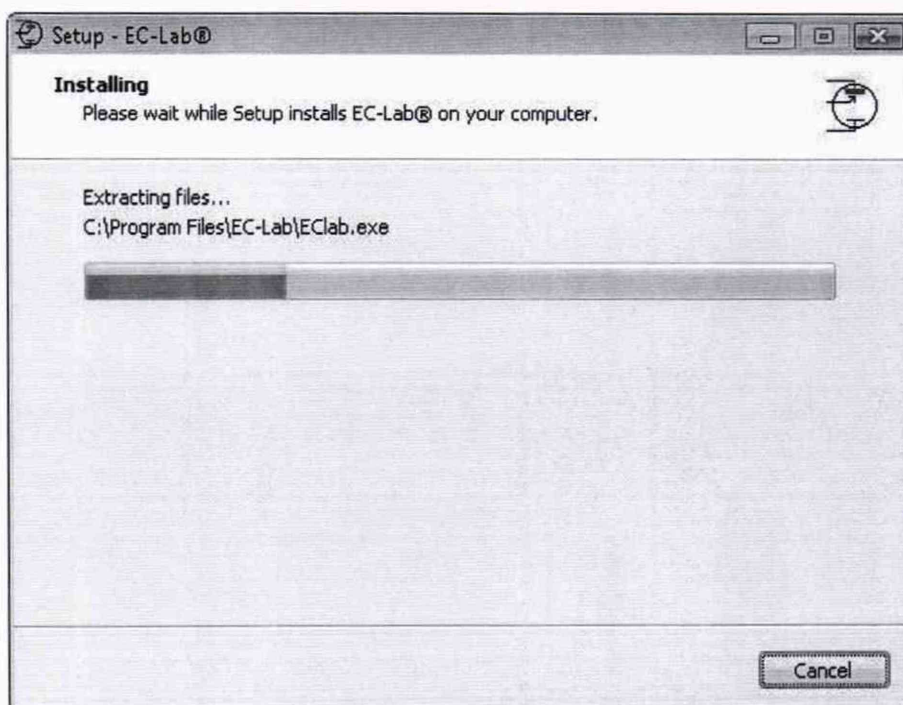 Setup - EC-Lab®
Installing
Please wait while Setup installs EC-Lab® on your computer.
Extracting files...
C:\Program Files\EC-Lab\EClab.exe
Cancel